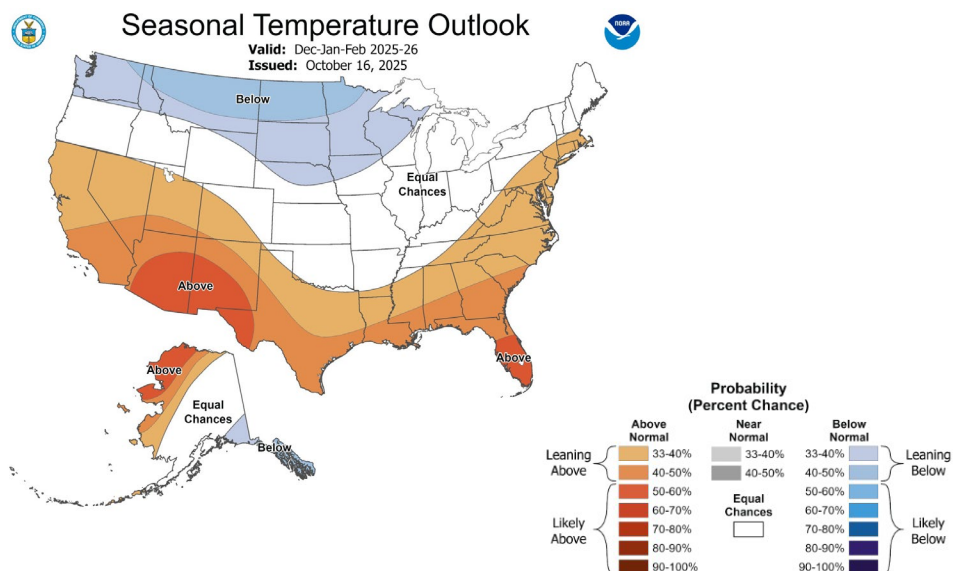 Seasonal Temperature Outlook
Valid: Dec-Jan-Feb 2025-26
Issued: October 16, 2025
NOAA
Below
Equal
Chances
Above
Above
Above
Equal
Chances
Below
Probability
(Percent Chance)
Above
Normal
Near
Normal
Below
Normal
Leaning
Above
33-40%
40-50%
33-40%
40-50%
33-40%
40-50%
Leaning
Below
Likely
Above
50-60%
60-70%
70-80%
80-90%
90-100%
Equal
Chances
50-60%
60-70%
70-80%
80-90%
90-100%
Likely
Below